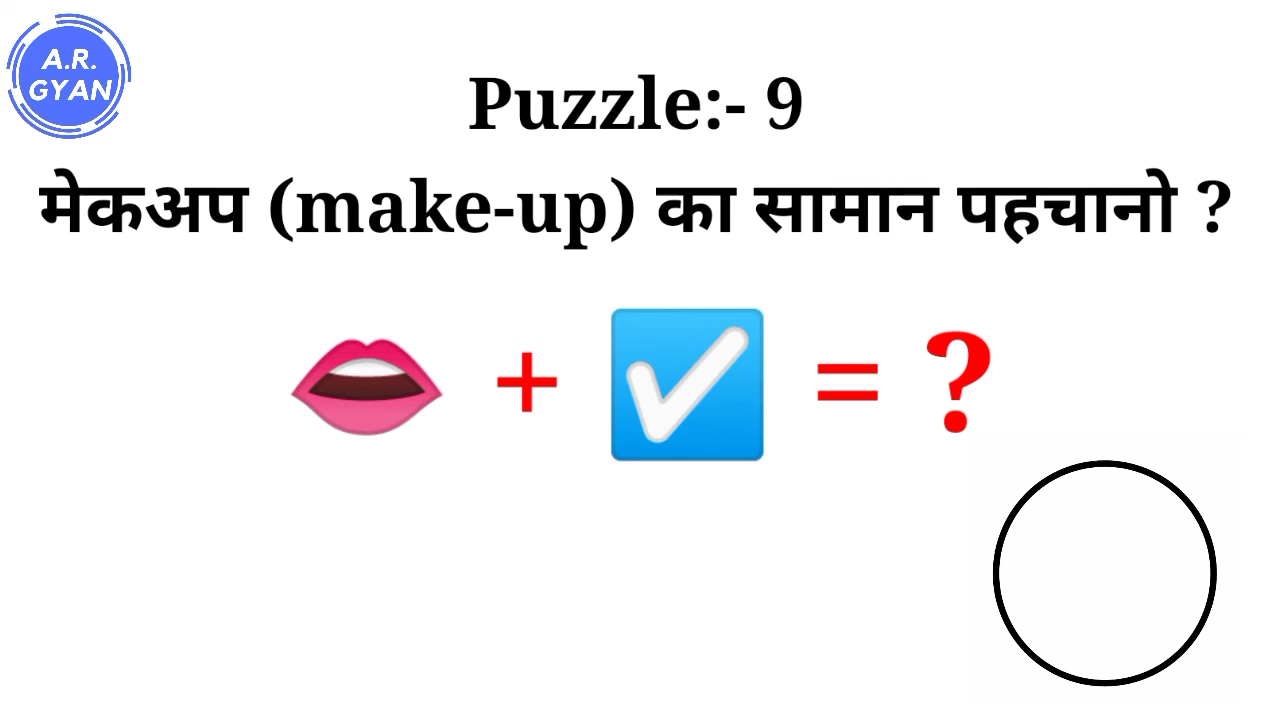 A.R.
GYAN
Puzzle:- 9
मेकअप (make-up) का सामान पहचानो ?
+ = ?